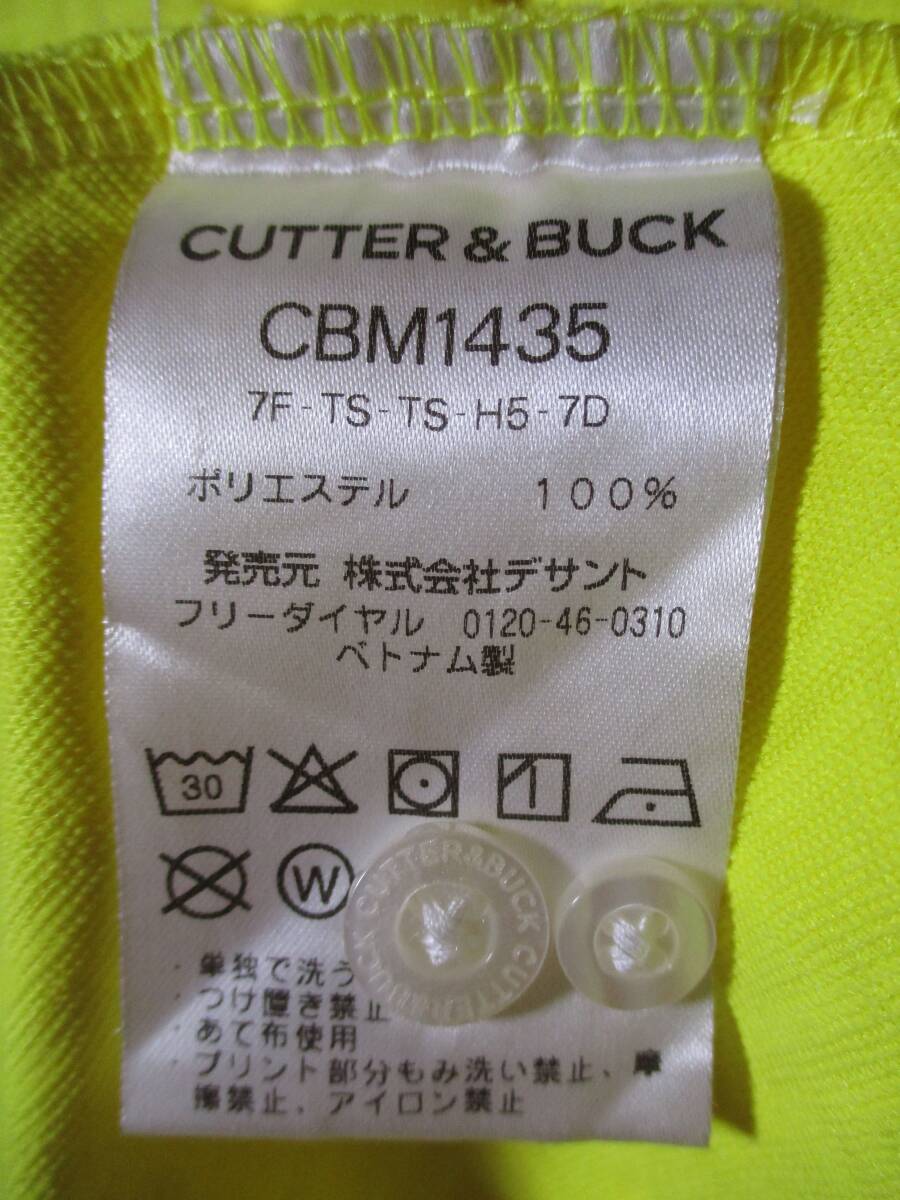 CUTTER & BUCK
CBM1435
7F-TS-TS-H5-7D
ポリエステル 100%
発売元 株式会社デサント
フリーダイヤル 0120-46-0310
ベトナム製
30
W
CUTTER&BUCK CUTTER&BUCK
・単独で洗う
・つけ置き禁止
・あて布使用
・プリント部分もみ洗い禁止、摩
擦禁止、アイロン禁止